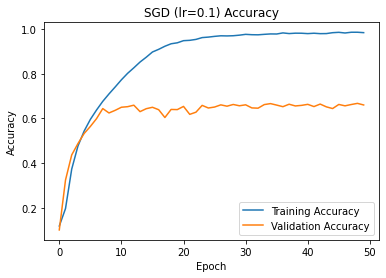 SGD (lr=0.1) Accuracy
Accuracy
1.0
0.8
0.6
0.4
0.2
Training Accuracy
Validation Accuracy
0 10 20 30 40 50
Epoch